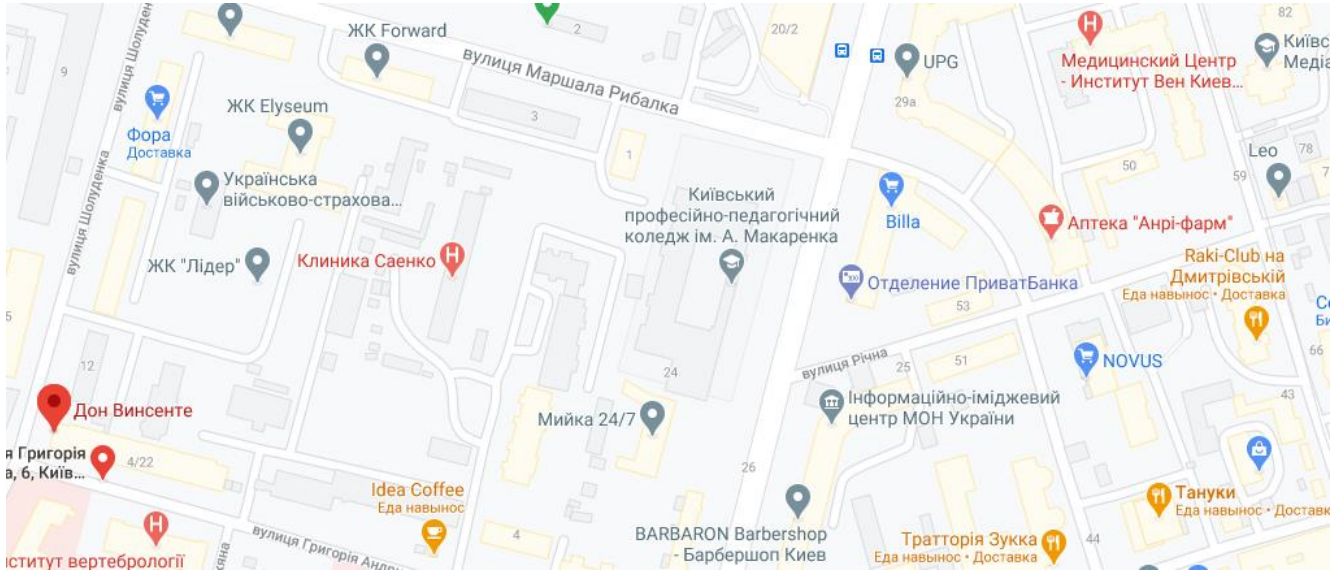 ЖК Forward
2
20/2
82
UPG
Медицинский Центр
- Институт Вен Киев...
Київс
Медіа
9
вулиця Шолуденка
вулиця Маршала Рибалка
29а
Фора
Доставка
ЖК Elyseum
3
1
50
Leo
78
59
7
Українська
військово-страхова...
Київський
професійно-педагогічний
коледж ім. А. Макаренка
Billa
Аптека "Анрі-фарм"
вулиця Шолуденка
ЖК "Лідер"
Клиника Саенко
Отделение ПриватБанка
Raki-Club на
Дмитрівській
Еда навынос • Доставка
53
5
12
24
вулиця Річна
25
51
NOVUS
66
Дон Винсенте
Мийка 24/7
Інформаційно-іміджевий
центр МОН України
43
я Григорія
а, 6, Київ...
4/22
26
Idea Coffee
Еда навынос
Тануки
Еда навынос • Доставк
ститут вертебрології
вулиця Григорія Андр
4
BARBARON Barbershop
- Барбершоп Киев
Тратторія Зукка
Еда навынос • Доставка
44